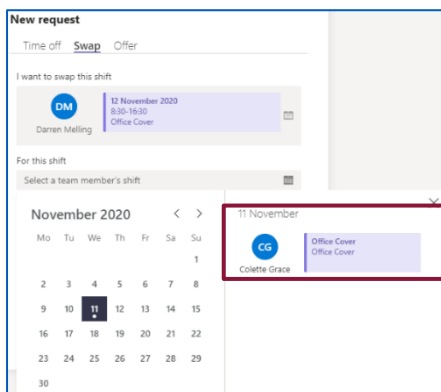 New request
Time off Swap Offer
I want to swap this shift
DM
Darren Melling
12 November 2020
8:30-16:30
Office Cover
For this shift
Select a team member's shift
November 2020 < >
Mo Tu We Th Fr Sa Su
1
2 3 4 5 6 7 8
9 10 11 12 13 14 15
16 17 18 19 20 21 22
23 24 25 26 27 28 29
30
11 November
CG
Colette Grace
Office Cover
Office Cover